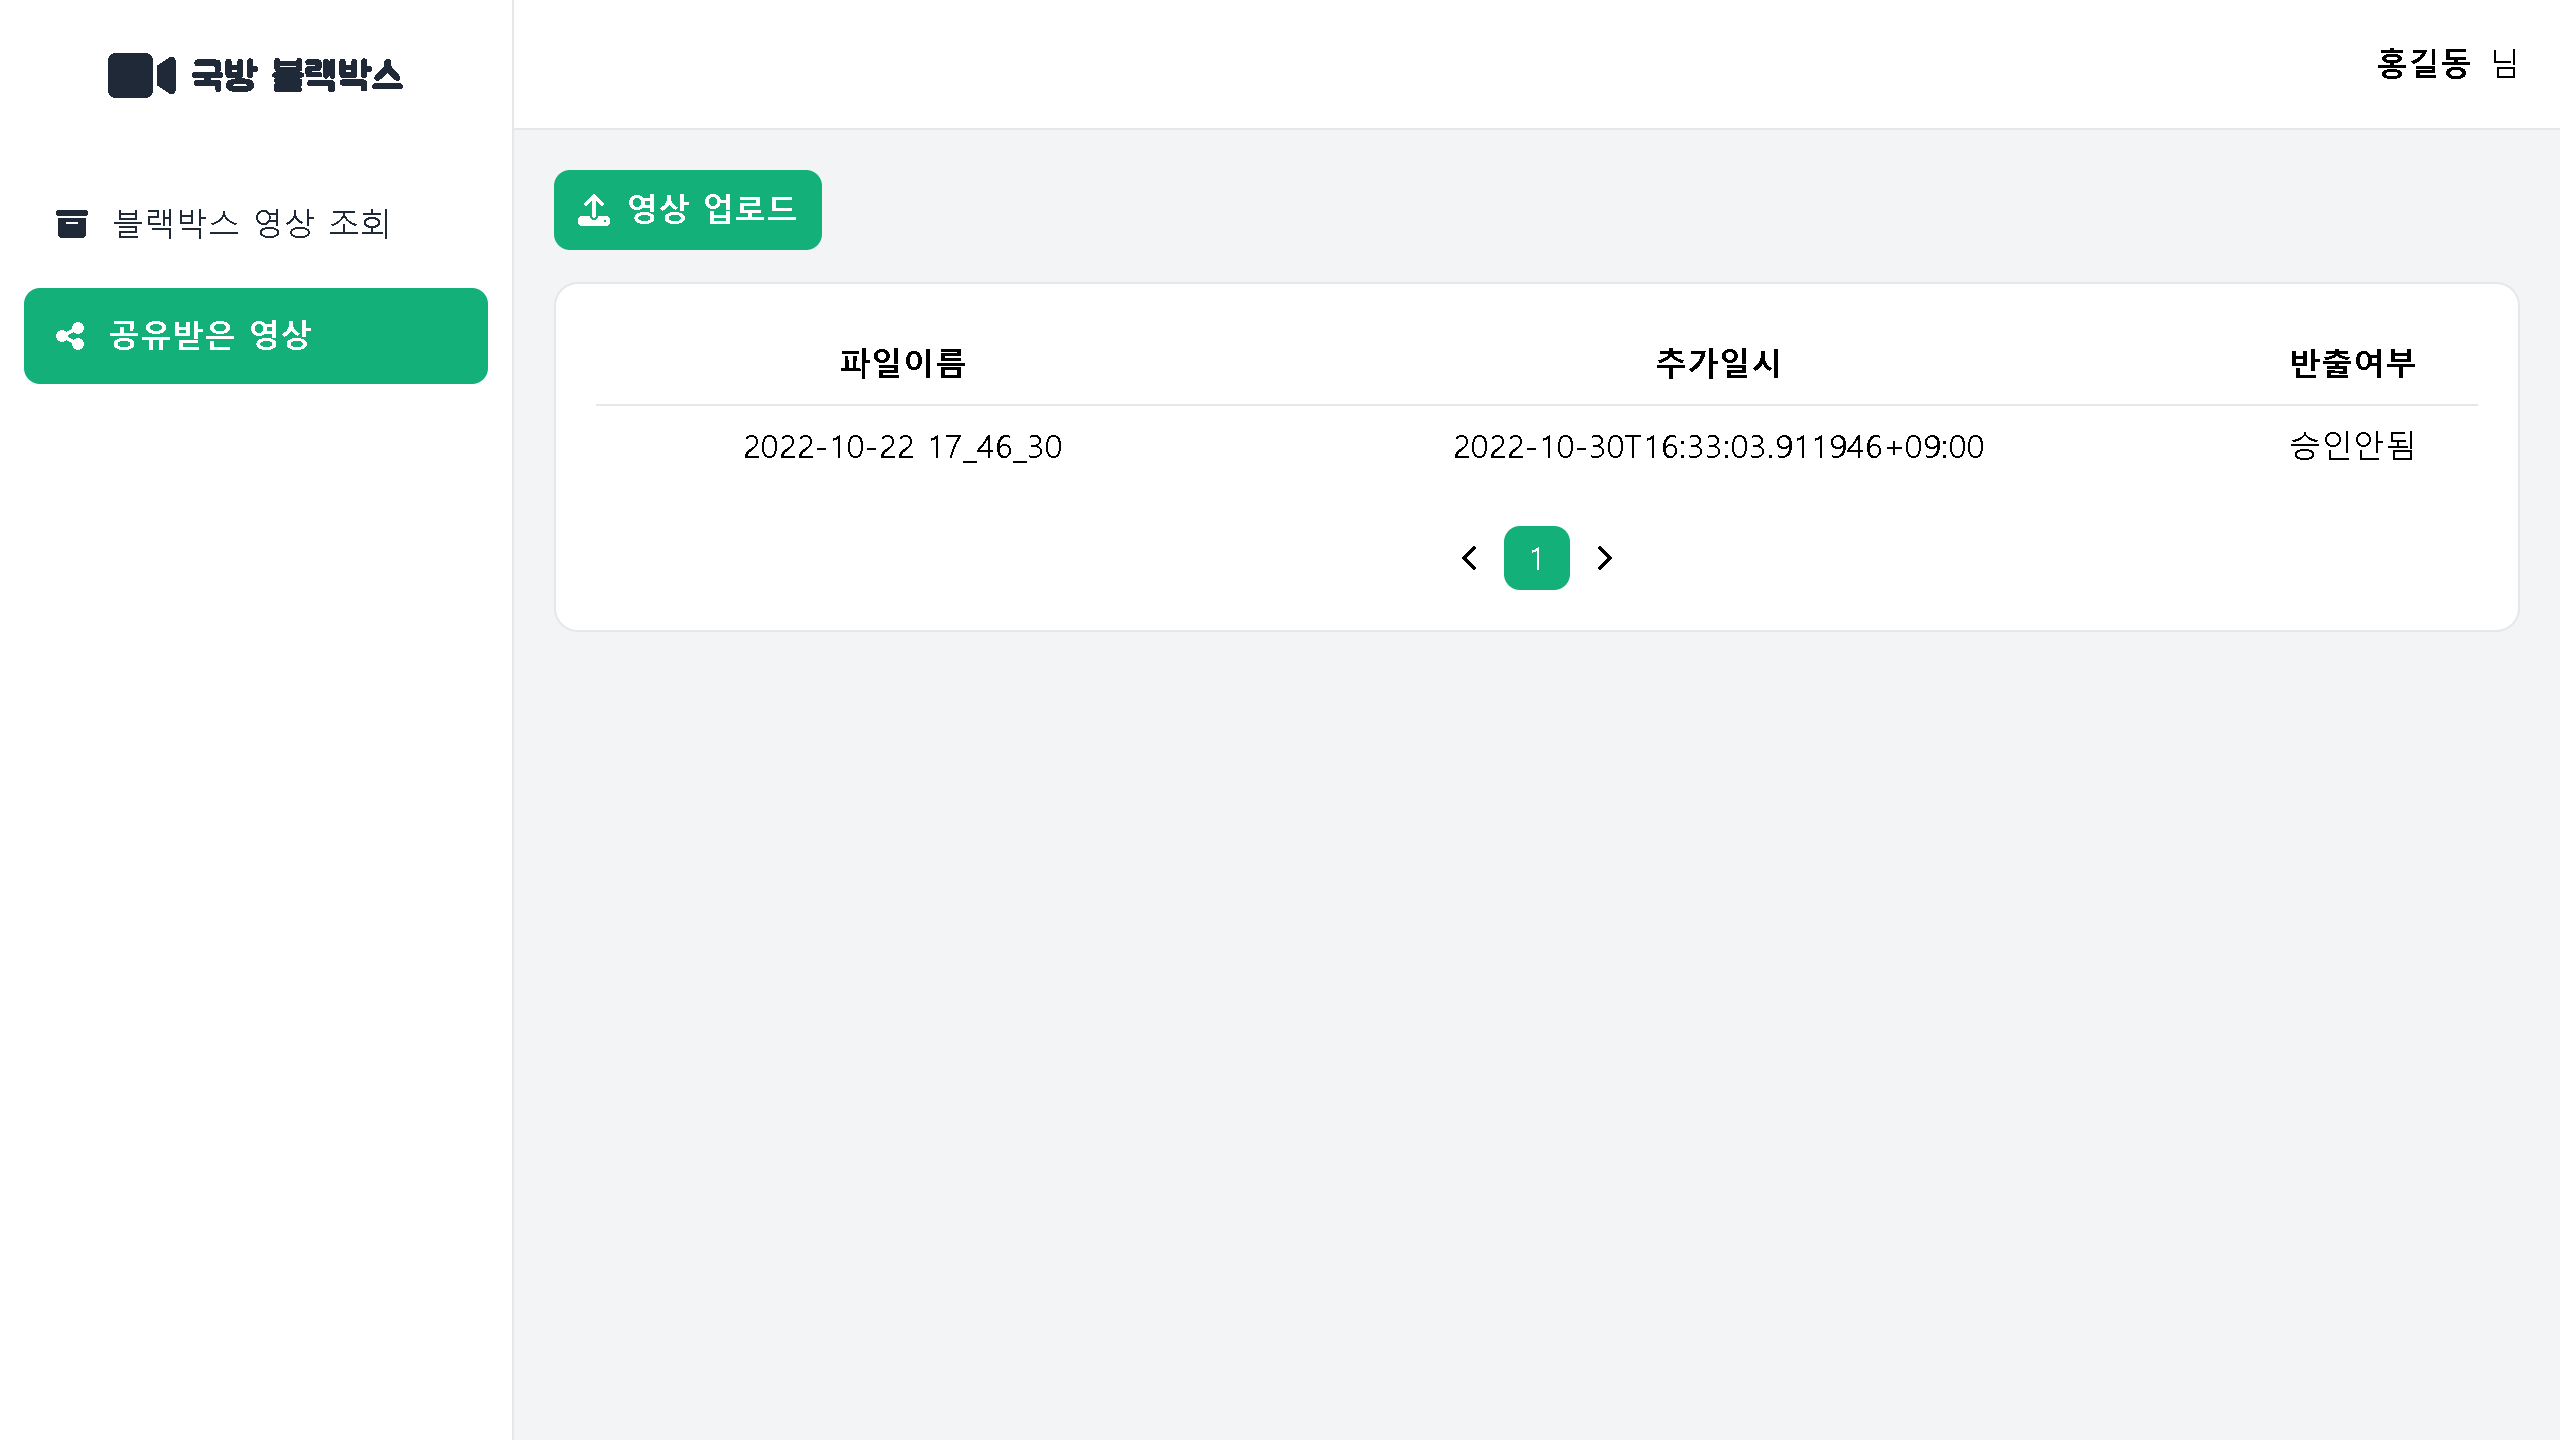 국방 블랙박스
블랙박스 영상 조회
공유받은 영상
홍길동 님
영상 업로드
파일이름 추가일시 반출여부
2022-10-22 17_46_30 2022-10-30T16:33:03.911946+09:00 승인안됨
1